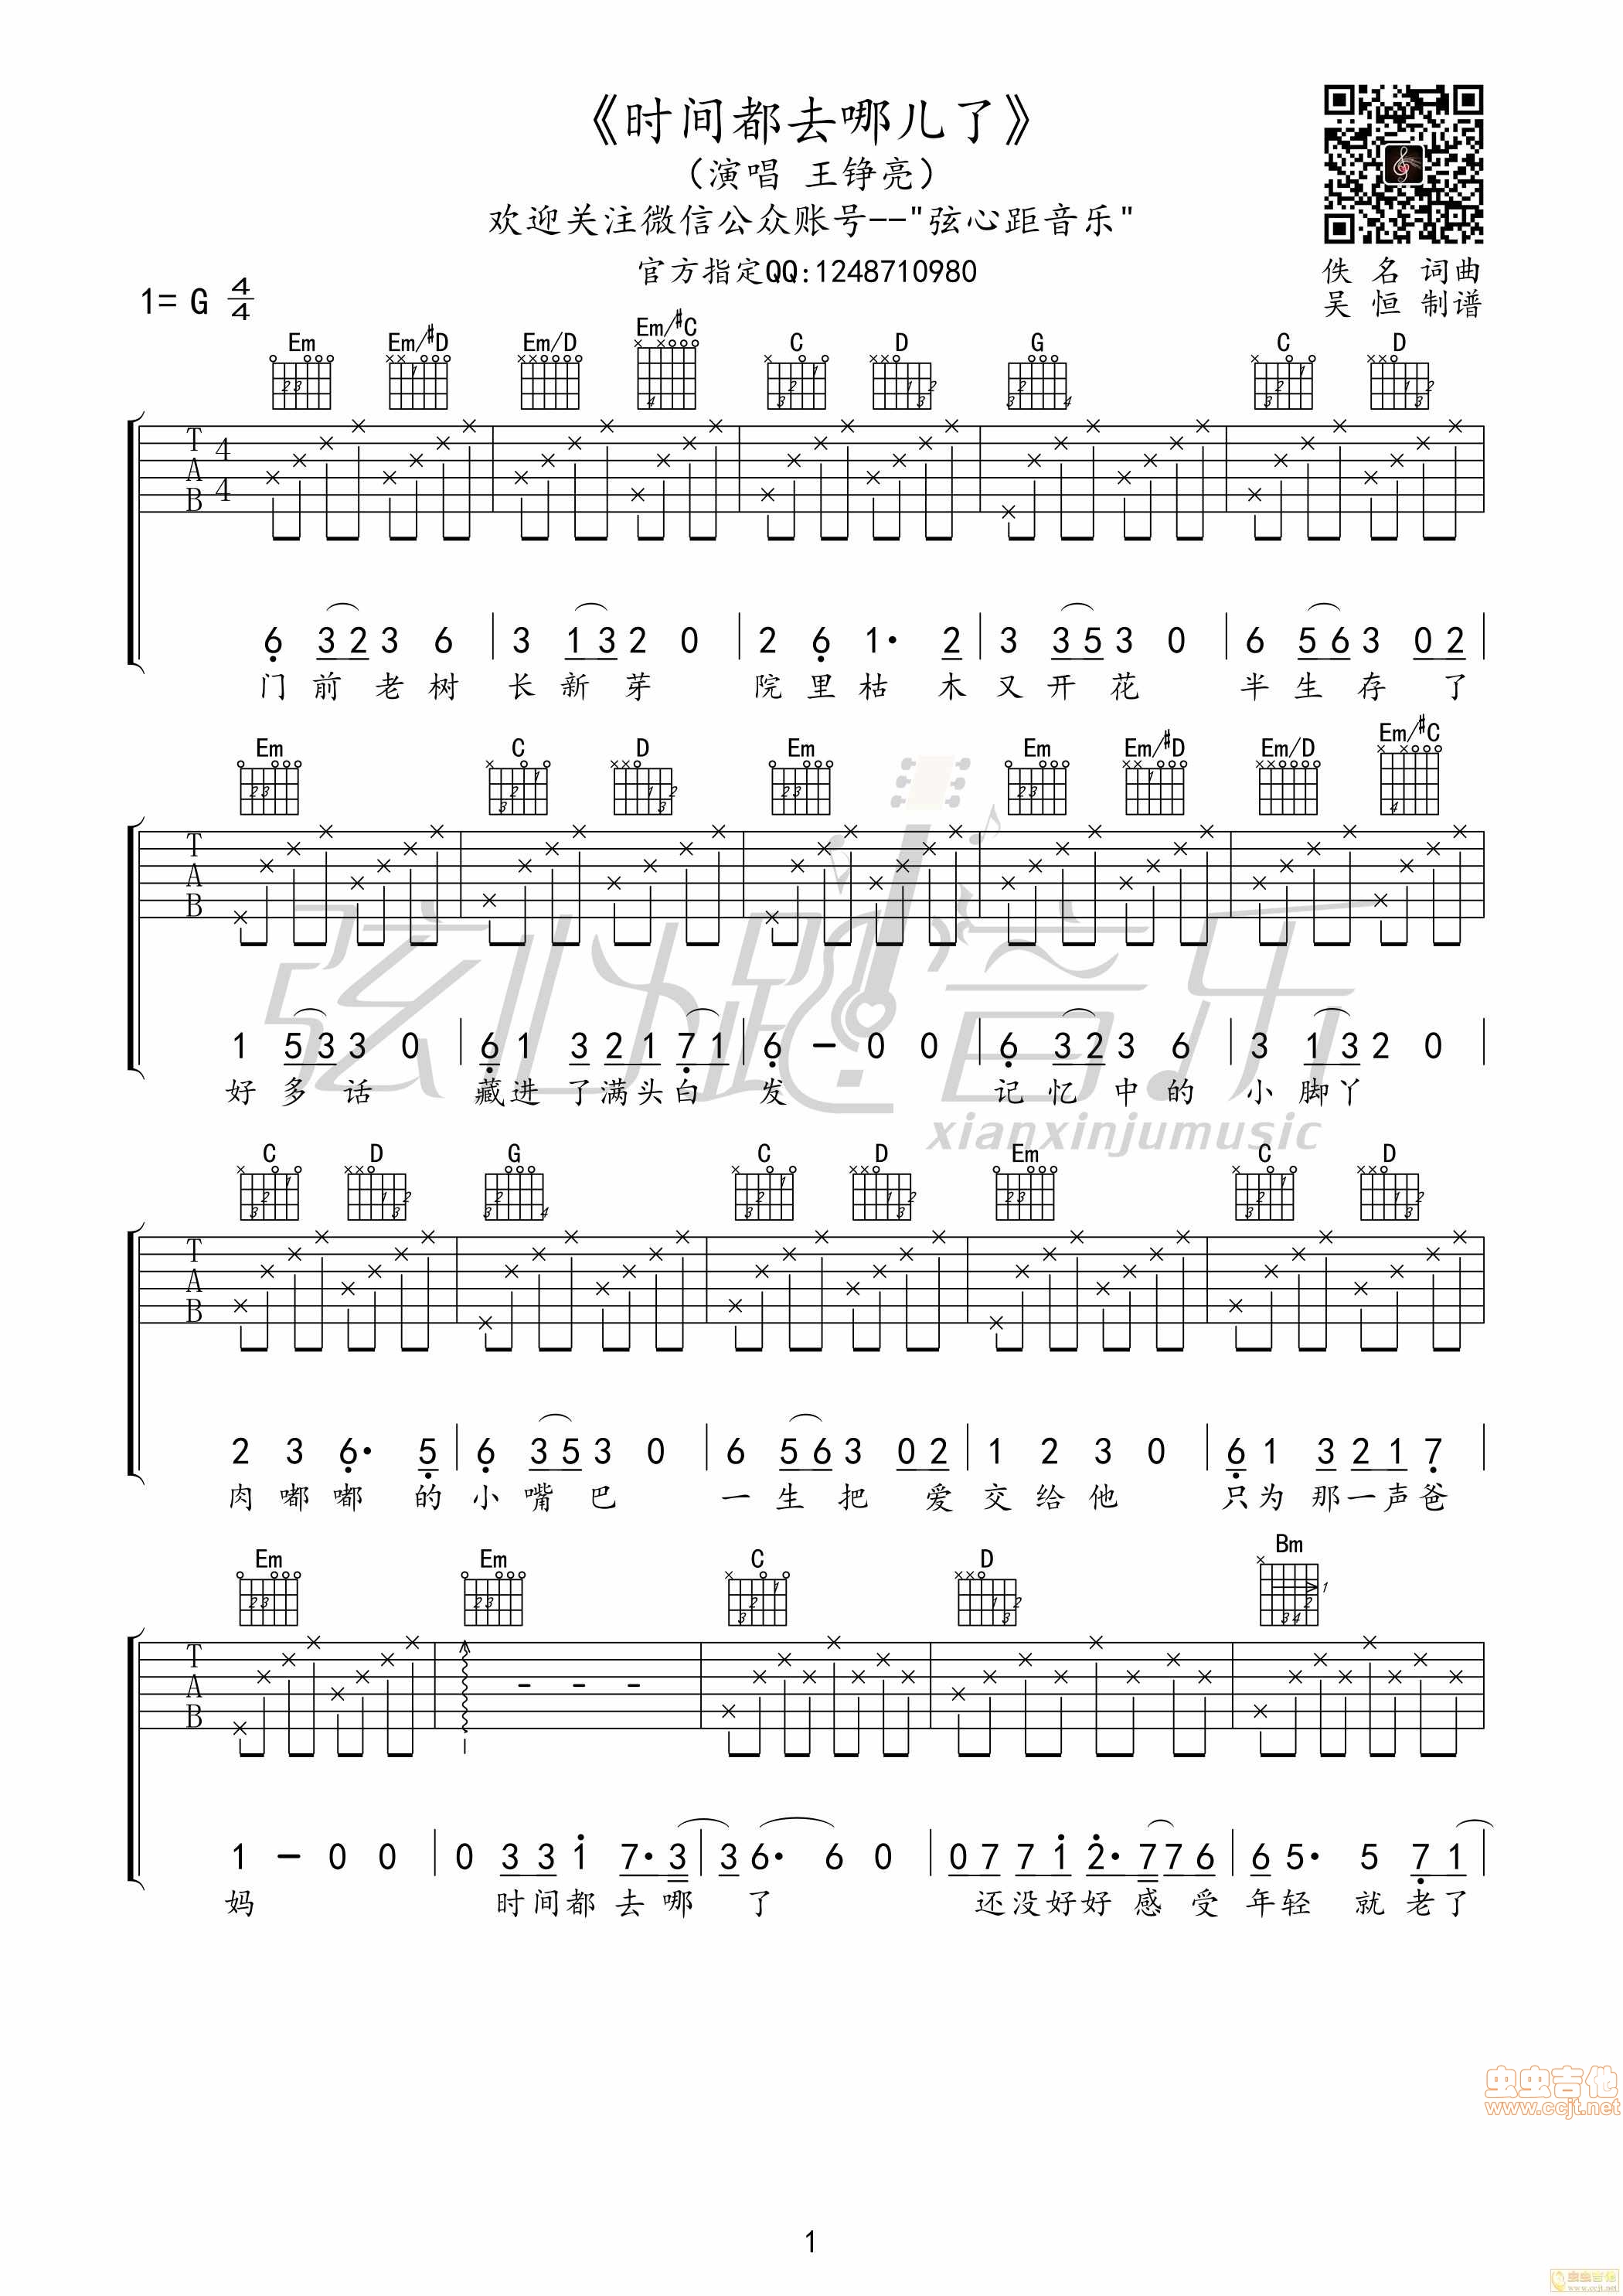 《时间都去哪儿了》
（演唱 王铮亮）
欢迎关注微信公众账号--"弦心距音乐"
官方指定QQ:1248710980
佚 名 词曲
吴 恒 制谱
1= G 4/4
Em Em/#D Em/D Em/#C C D G C D
T A B 4 4
6 3 2 3 6 | 3 1 3 2 0 | 2 6 1· 2 | 3 3 5 3 0 | 6 5 6 3 0 2 |
门 前 老 树 长 新 芽 院 里 枯 木 又 开 花 半 生 存 了
Em C D Em Em Em/#D Em/D Em/#C
T A B
1 5 3 3 0 | 6 1 3 2 1 7 1 | 6 - 0 0 | 6 3 2 3 6 | 3 1 3 2 0 |
好 多 话 藏 进 了 满 头 白 发 记 忆 中 的 小 脚 丫
弦心距音乐
xianxinjumusic
C D G C D Em C D
T A B
2 3 6· 5 | 6 3 5 3 0 | 6 5 6 3 0 2 | 1 2 3 0 | 6 1 3 2 1 7 |
肉 嘟 嘟 的 小 嘴 巴 一 生 把 爱 交 给 他 只 为 那 一 声 爸
Em Em C D Bm
T A B
1 - 0 0 | 0 3 3 1 7· 3 | 3 6· 6 0 | 0 7 7 1 2· 7 7 6 | 6 5· 5 7 1
妈 时 间 都 去 哪 了 还 没 好 好 感 受 年 轻 就 老 了
虫虫吉他
www.ccjt.net
1
虫虫吉他
www.ccjt.net